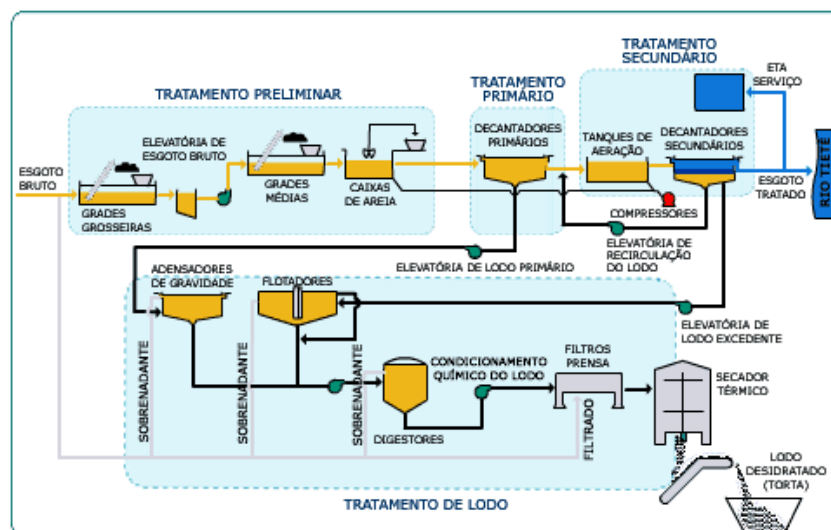 TRATAMENTO
SECUNDÁRIO
ETA
SERVIÇO
TRATAMENTO
PRIMÁRIO
TRATAMENTO PRELIMINAR
ELEVATÓRIA DE
ESGOTO BRUTO
DECANTADORES
PRIMÁRIOS
TANQUES DE
AERAÇÃO
DECANTADORES
SECUNDÁRIOS
ESGOTO
BRUTO
GRADES
GROSSEIRAS
GRADES
MÉDIAS
CAIXAS
DE AREIA
COMPRESSORES
ESGOTO
TRATADO
RIO TIETÊ
ELEVATÓRIA DE
RECIRCULAÇÃO
DO LODO
ELEVATÓRIA DE LODO PRIMÁRIO
ADENSADORES
DE GRAVIDADE
FLOTADORES
ELEVATÓRIA DE
LODO EXCEDENTE
SOBRENADANTE
SOBRENADANTE
SOBRENADANTE
CONDICIONAMENTO
QUÍMICO DO LODO
FILTROS
PRENSA
SECADOR
TÉRMICO
DIGESTORES
FILTRADO
LODO
DESIDRATADO
(TORTA)
TRATAMENTO DE LODO